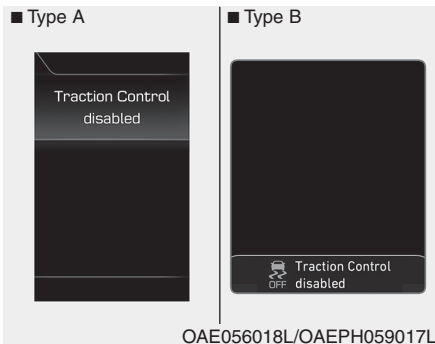 ■ Type A
Traction Control
disabled
■ Type B
Traction Control
OFF disabled
OAE056018L/OAEPH059017L